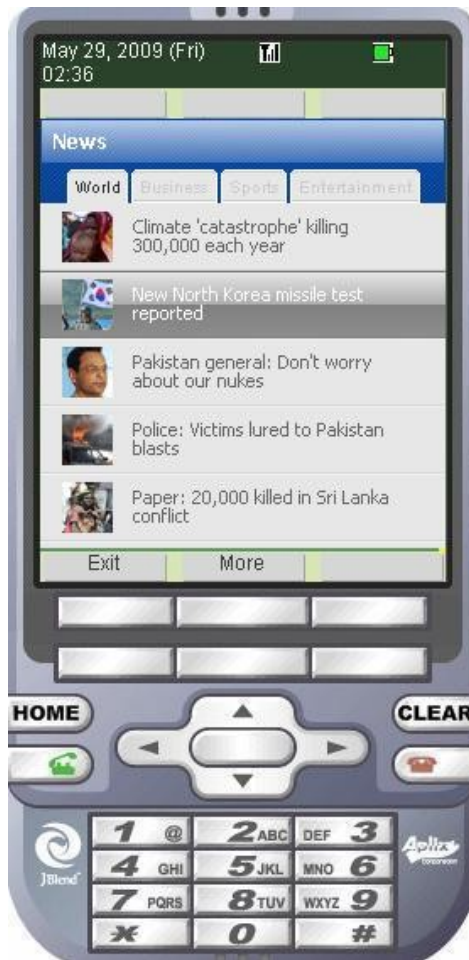 May 29, 2009 (Fri)
02:36
News
World Business Sports Entertainment
Climate 'catastrophe' killing
300,000 each year
New North Korea missile test
reported
Pakistan general: Don't worry
about our nukes
Police: Victims lured to Pakistan
blasts
Paper: 20,000 killed in Sri Lanka
conflict
Exit More
HOME CLEAR
1 @ 2 ABC DEF 3
4 GHI 5 JKL MNO 6
7 PQRS 8 TUV WXYZ 9
* 0 #
JBlend
Aplix